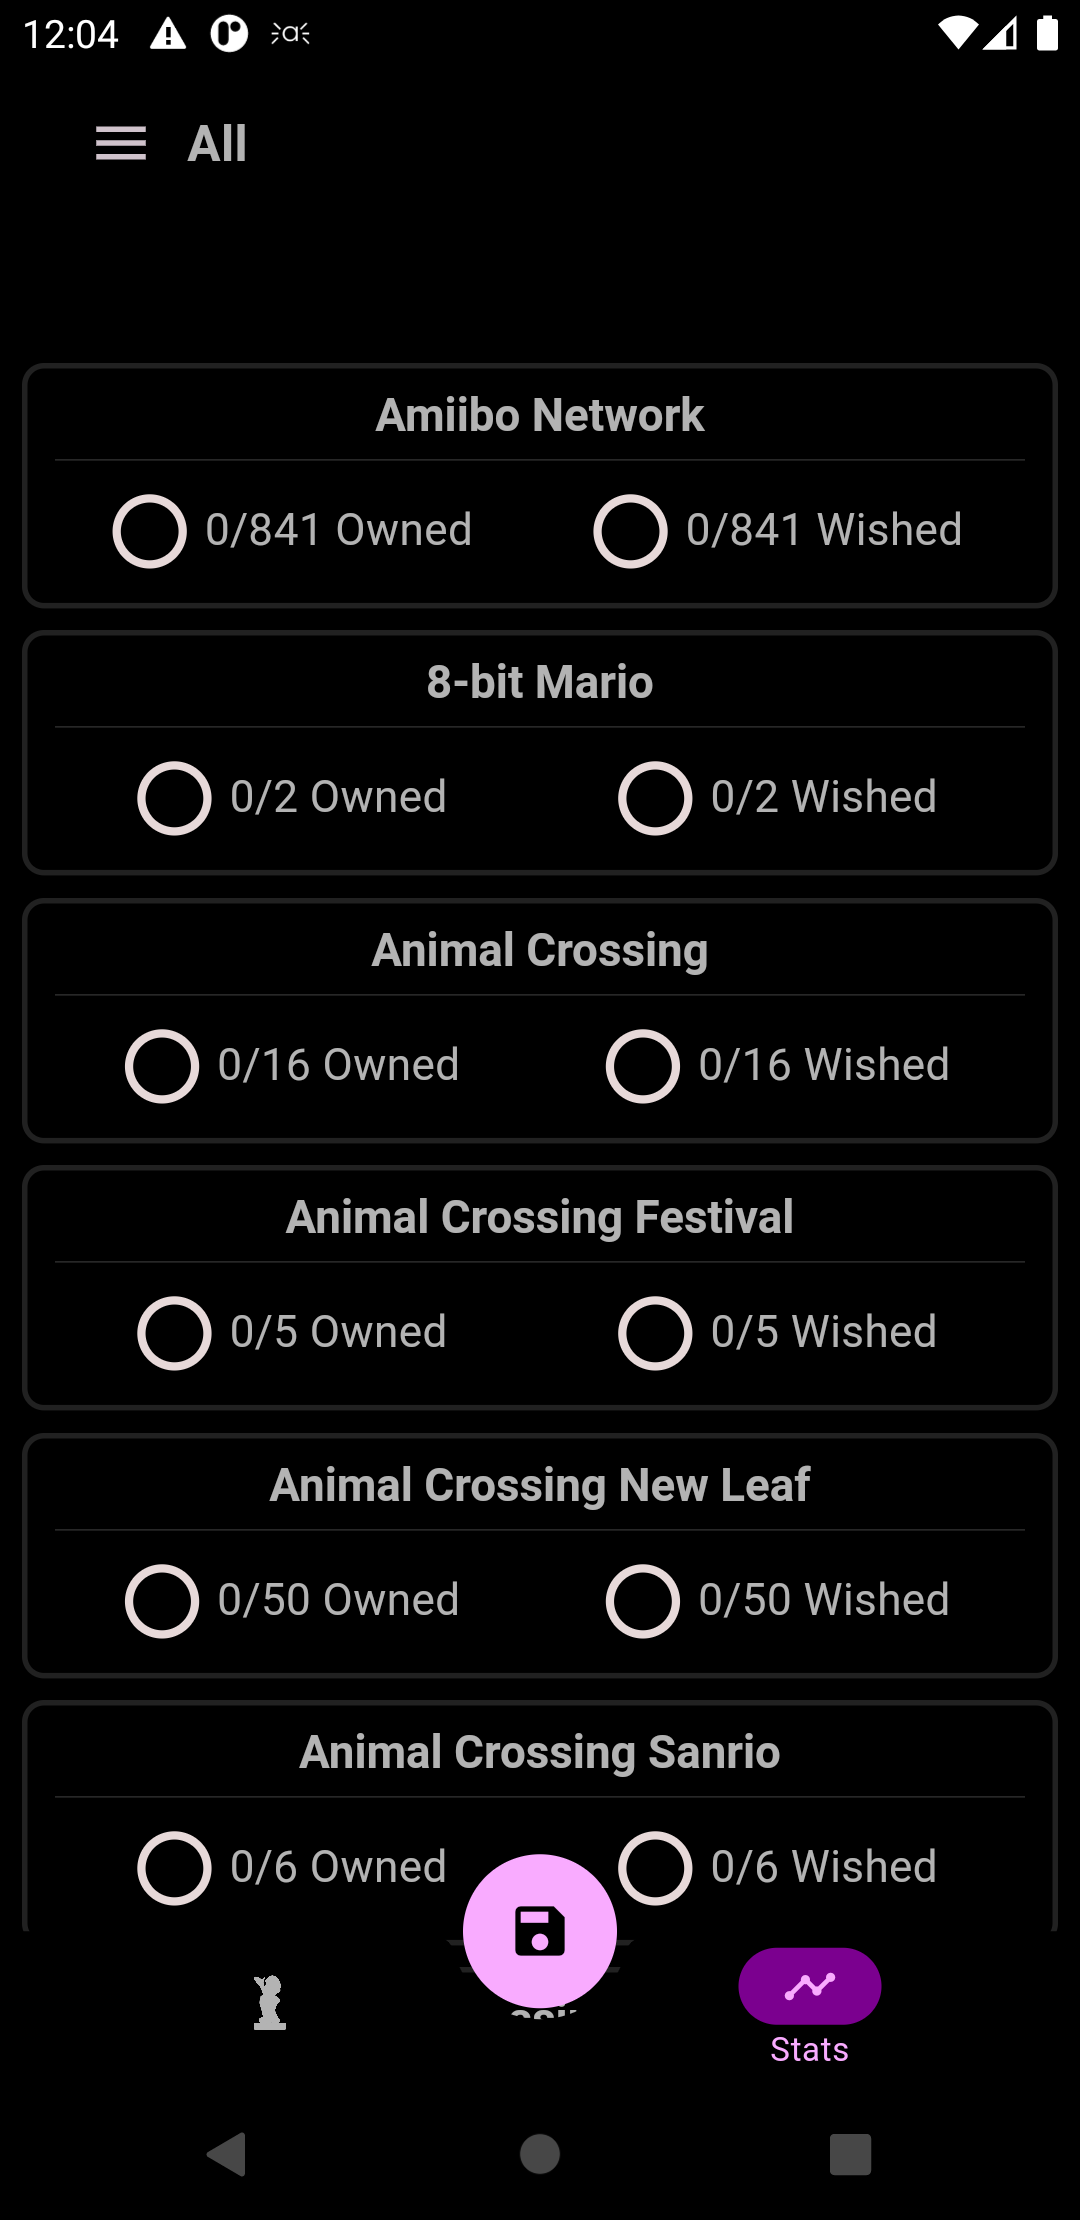 12:04
All
Amiibo Network
0/841 Owned
0/841 Wished
8-bit Mario
0/2 Owned
0/2 Wished
Animal Crossing
0/16 Owned
0/16 Wished
Animal Crossing Festival
0/5 Owned
0/5 Wished
Animal Crossing New Leaf
0/50 Owned
0/50 Wished
Animal Crossing Sanrio
0/6 Owned
0/6 Wished
Stats